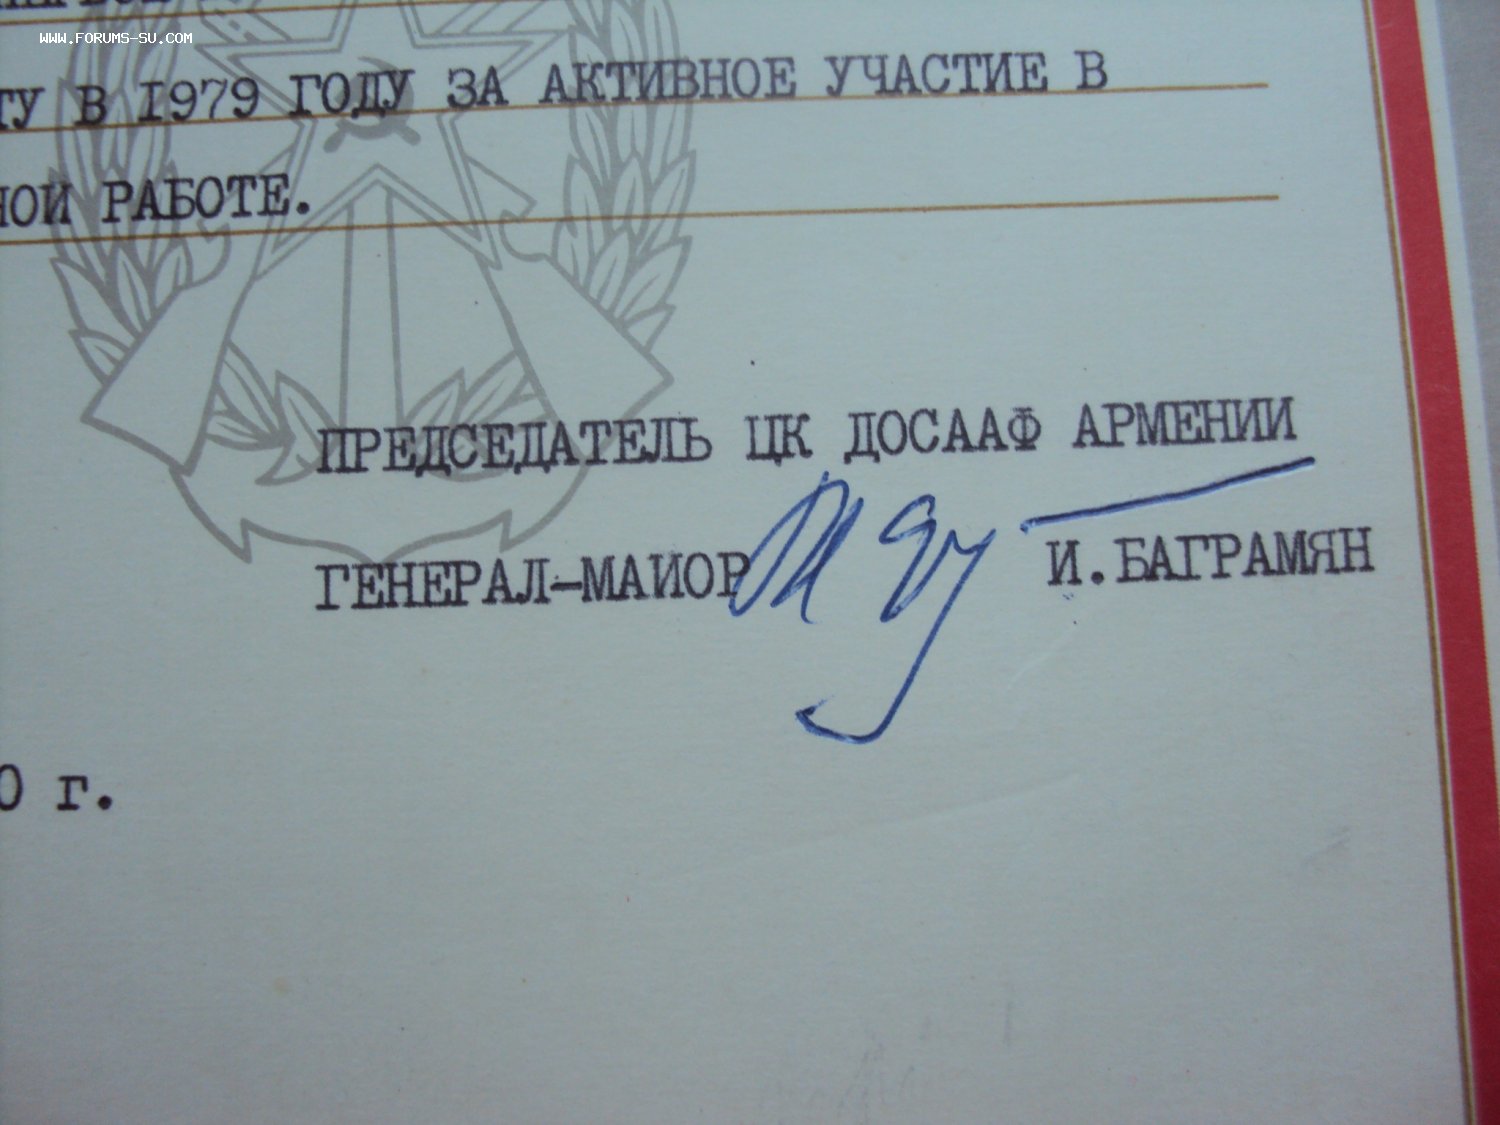 WWW.FORUMS-SU.COM
ТУ В 1979 ГОДУ ЗА АКТИВНОЕ УЧАСТИЕ В
НОЙ РАБОТЕ.
ПРЕДСЕДАТЕЛЬ ЦК ДОСААФ АРМЕНИИ
ГЕНЕРАЛ-МАИОР И.БАГРАМЯН
0 г.